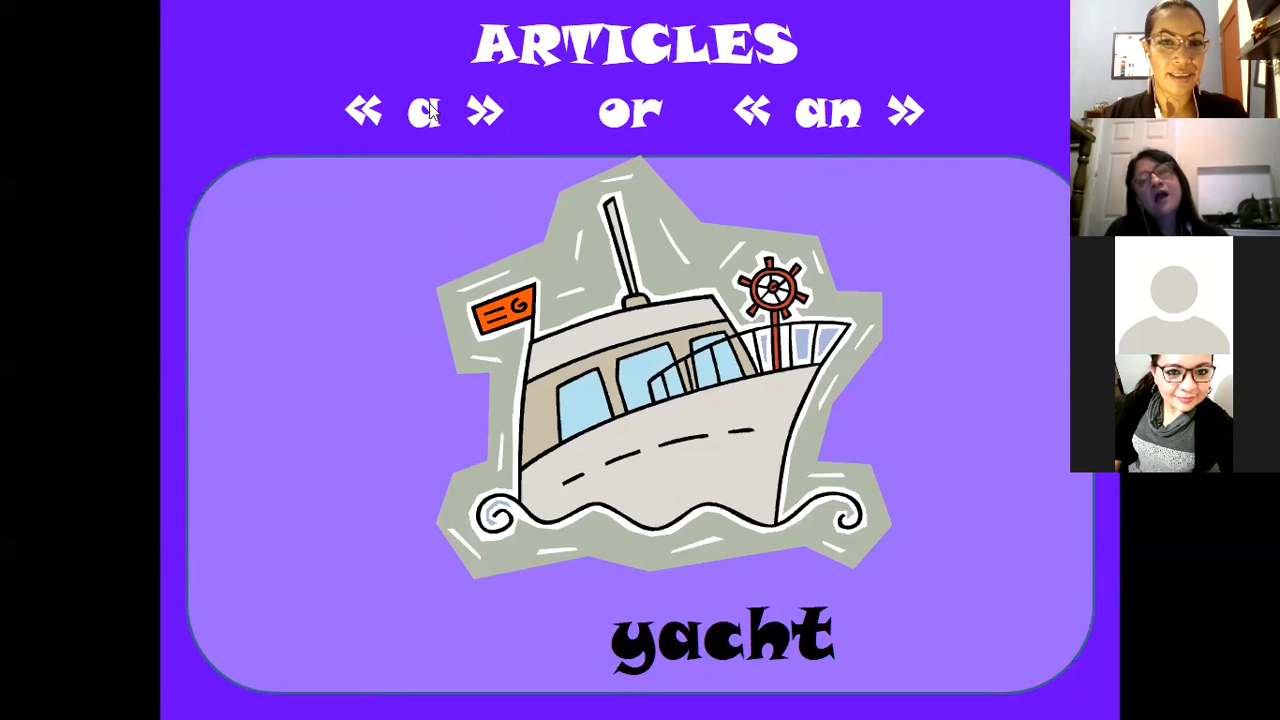 ARTICLES
« a » or « an »
G
yacht